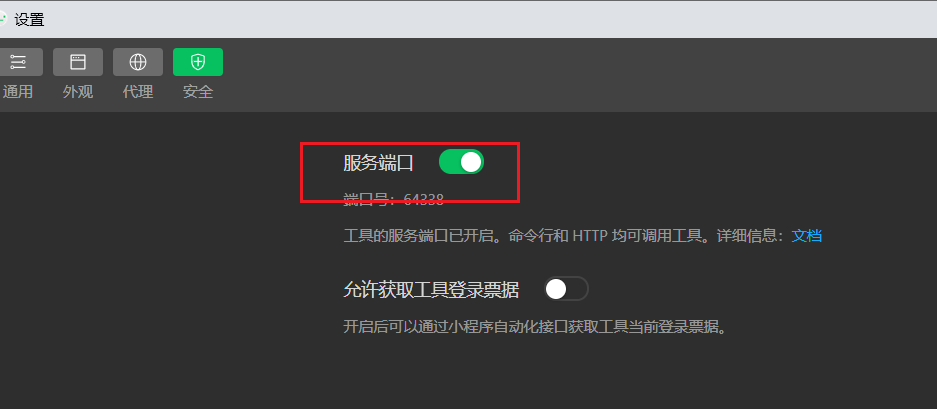 设置
通用 外观 代理 安全
服务端口
端口号：64338
工具的服务端口已开启。命令行和 HTTP 均可调用工具。详细信息：文档
允许获取工具登录票据
开启后可以通过小程序自动化接口获取工具当前登录票据。